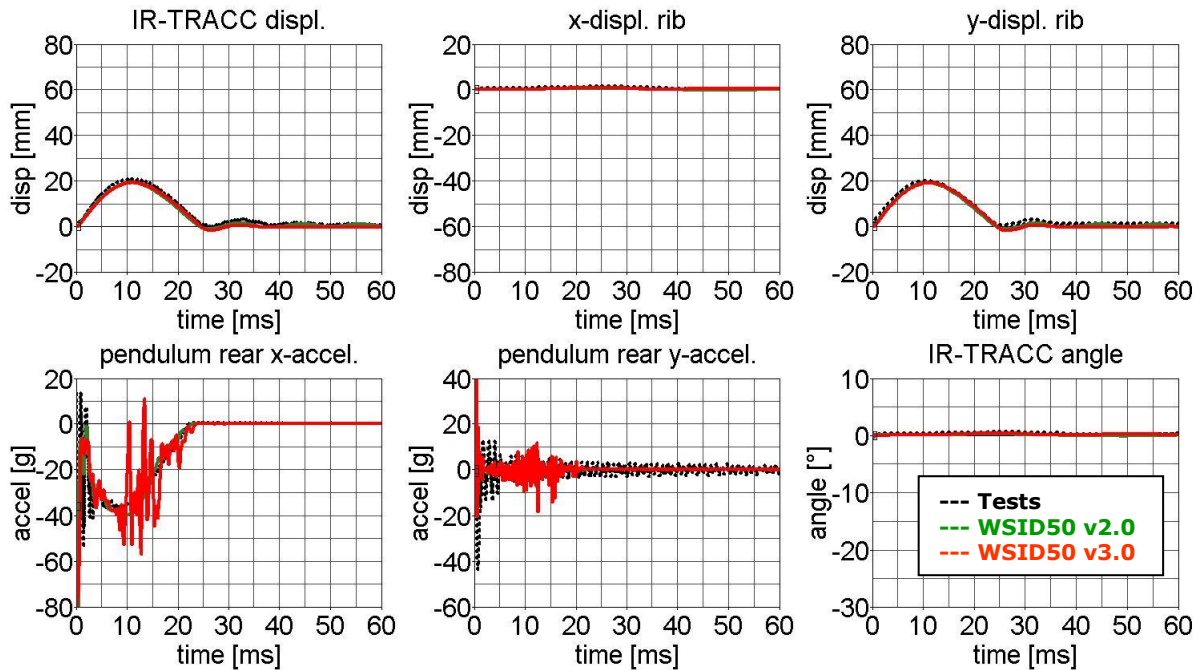 IR-TRACC displ.
x-displ. rib
y-displ. rib
80
60
40
20
0
-20
disp [mm]
0 10 20 30 40 50 60
time [ms]
20
0
-20
-40
-60
-80
disp [mm]
0 10 20 30 40 50 60
time [ms]
80
60
40
20
0
-20
disp [mm]
0 10 20 30 40 50 60
time [ms]
pendulum rear x-accel.
pendulum rear y-accel.
IR-TRACC angle
20
0
-20
-40
-60
-80
accel [g]
0 10 20 30 40 50 60
time [ms]
40
20
0
-20
-40
-60
accel [g]
0 10 20 30 40 50 60
time [ms]
10
0
-10
-20
-30
angle [°]
0 10 20 30 40 50 60
time [ms]
--- Tests
--- WSID50 v2.0
--- WSID50 v3.0